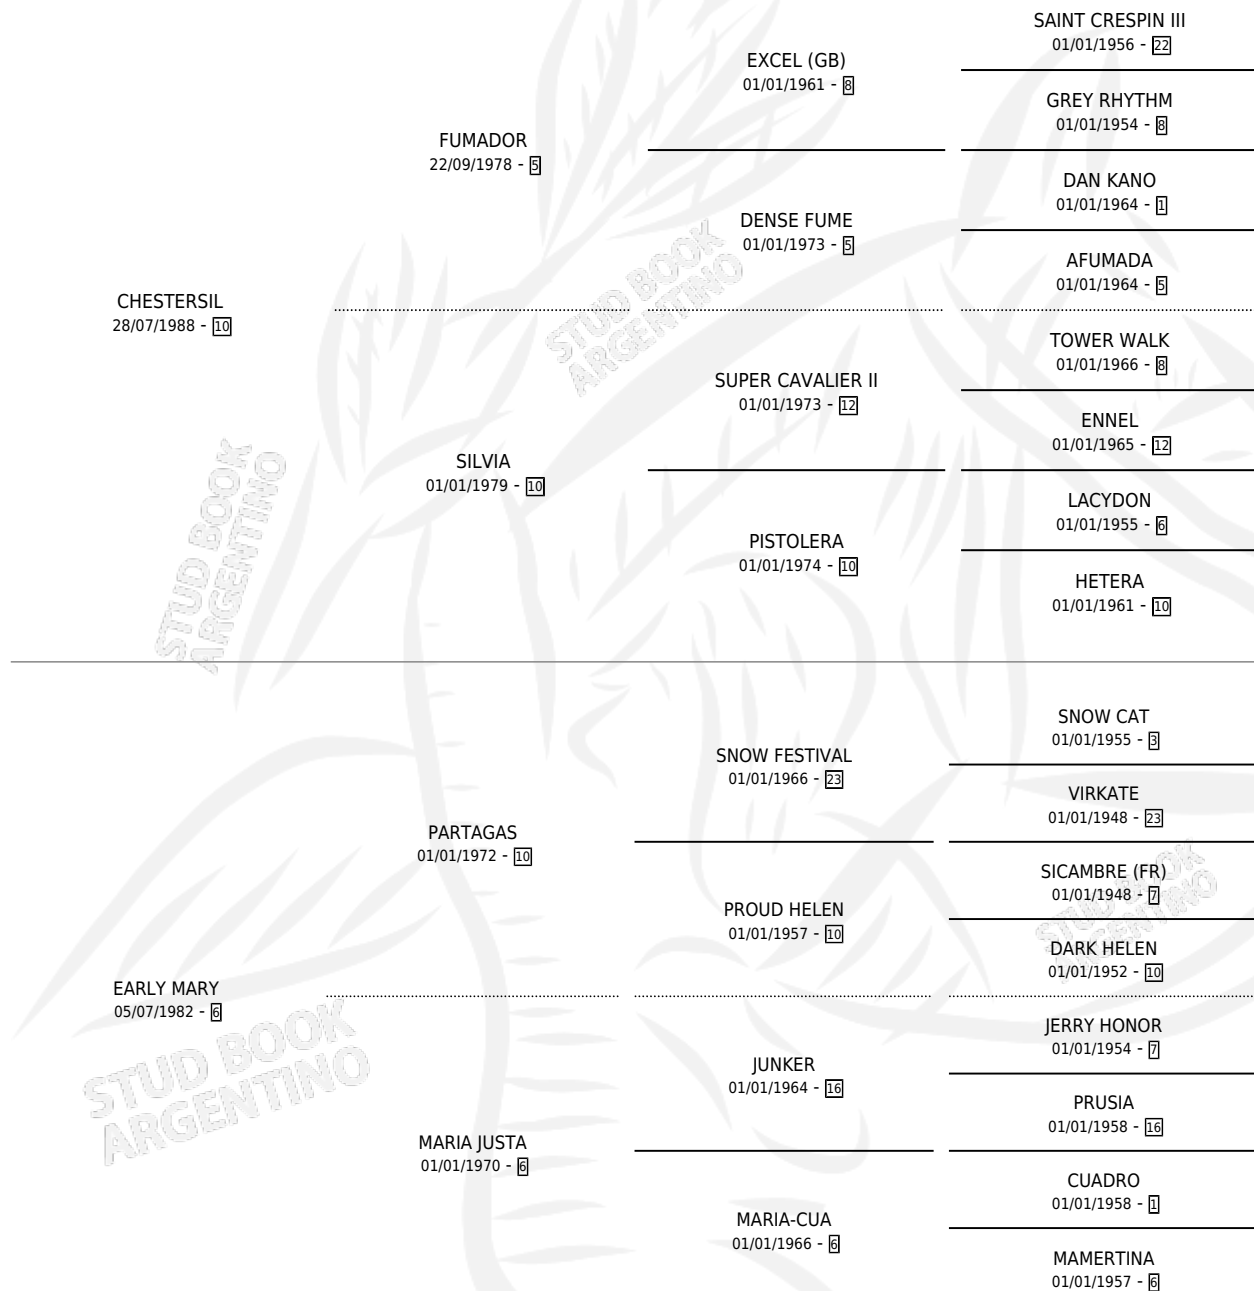 SAINT CRESPIN III
01/01/1956 - 22
EXCEL (GB)
01/01/1961 - 8
GREY RHYTHM
01/01/1954 - 8
FUMADOR
22/09/1978 - 5
DAN KANO
01/01/1964 - 1
DENSE FUME
01/01/1973 - 5
AFUMADA
01/01/1964 - 5
CHESTERSIL
28/07/1988 - 10
TOWER WALK
01/01/1966 - 8
SUPER CAVALIER II
01/01/1973 - 12
ENNEL
01/01/1965 - 12
SILVIA
01/01/1979 - 10
LACYDON
01/01/1955 - 6
PISTOLERA
01/01/1974 - 10
HETERA
01/01/1961 - 10
SNOW CAT
01/01/1955 - 3
SNOW FESTIVAL
01/01/1966 - 23
VIRKATE
01/01/1948 - 23
PARTAGAS
01/01/1972 - 10
SICAMBRE (FR)
01/01/1948 - 7
PROUD HELEN
01/01/1957 - 10
DARK HELEN
01/01/1952 - 10
EARLY MARY
05/07/1982 - 6
JERRY HONOR
01/01/1954 - 7
JUNKER
01/01/1964 - 16
PRUSIA
01/01/1958 - 16
MARIA JUSTA
01/01/1970 - 6
CUADRO
01/01/1958 - 1
MARIA-CUA
01/01/1966 - 6
MAMERTINA
01/01/1957 - 6
STUD BOOK
ARGENTINO
STUD BOOK
ARGENTINO
STUD BOOK
ARGENTINO
STUD BOOK
ARGENTINO